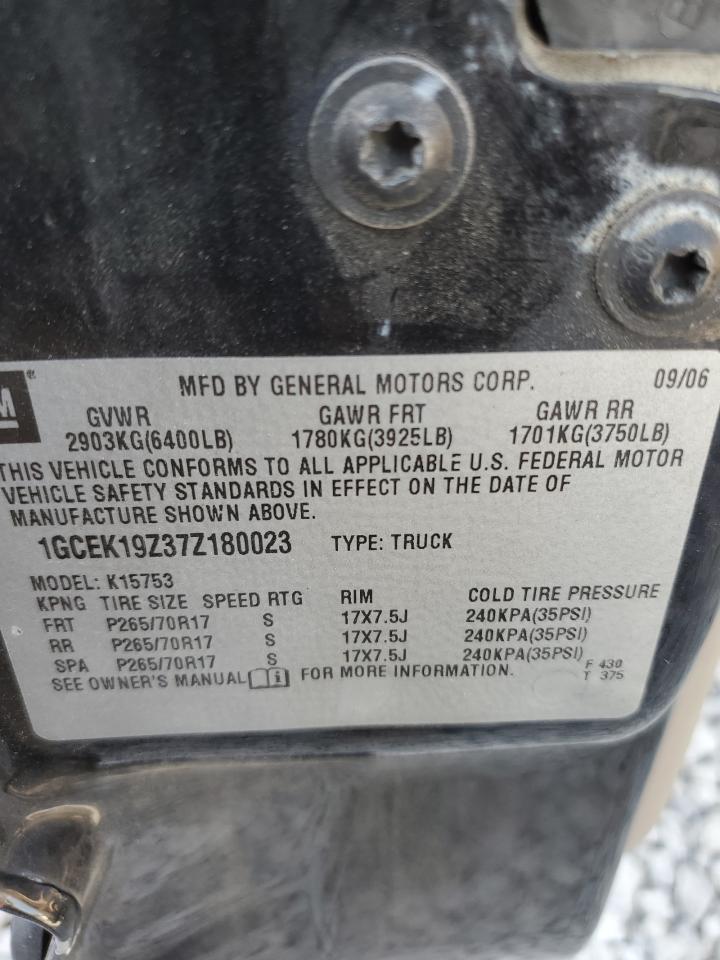 M ®
MFD BY GENERAL MOTORS CORP. 09/06
GVWR GAWR FRT GAWR RR
2903KG(6400LB) 1780KG(3925LB) 1701KG(3750LB)
THIS VEHICLE CONFORMS TO ALL APPLICABLE U.S. FEDERAL MOTOR
VEHICLE SAFETY STANDARDS IN EFFECT ON THE DATE OF
MANUFACTURE SHOWN ABOVE.
1GCEK19Z37Z180023 TYPE: TRUCK
MODEL: K15753
KPNG TIRE SIZE SPEED RTG RIM COLD TIRE PRESSURE
FRT P265/70R17 S 17X7.5J 240KPA(35PSI)
RR P265/70R17 S 17X7.5J 240KPA(35PSI)
SPA P265/70R17 S 17X7.5J 240KPA(35PSI)
SEE OWNER'S MANUAL i FOR MORE INFORMATION.
F 430
T 375